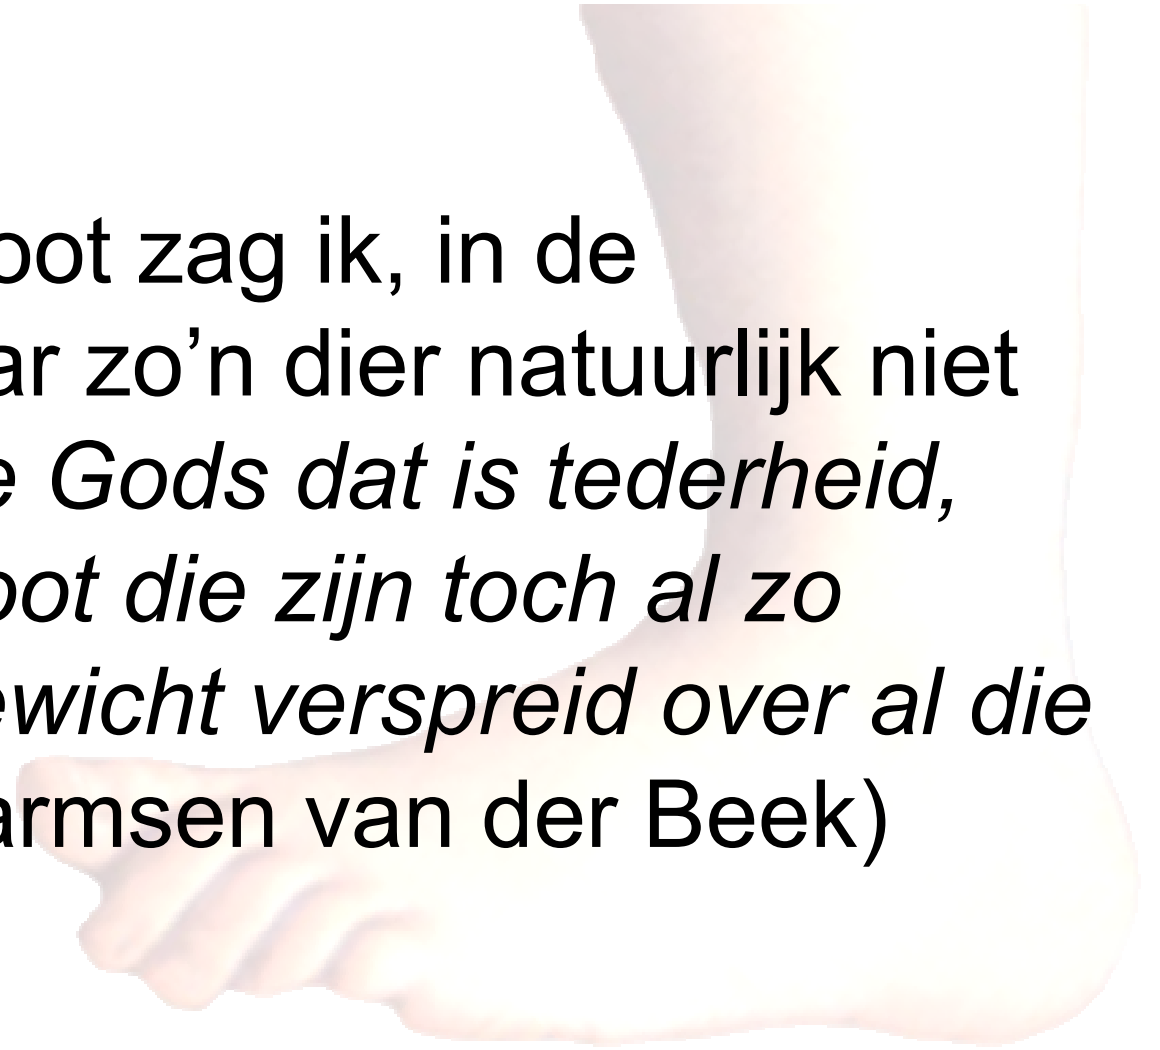 oot zag ik, in de
ar zo’n dier natuurlijk niet
e Gods dat is tederheid,
oot die zijn toch al zo
ewicht verspreid over al die
armsen van der Beek)